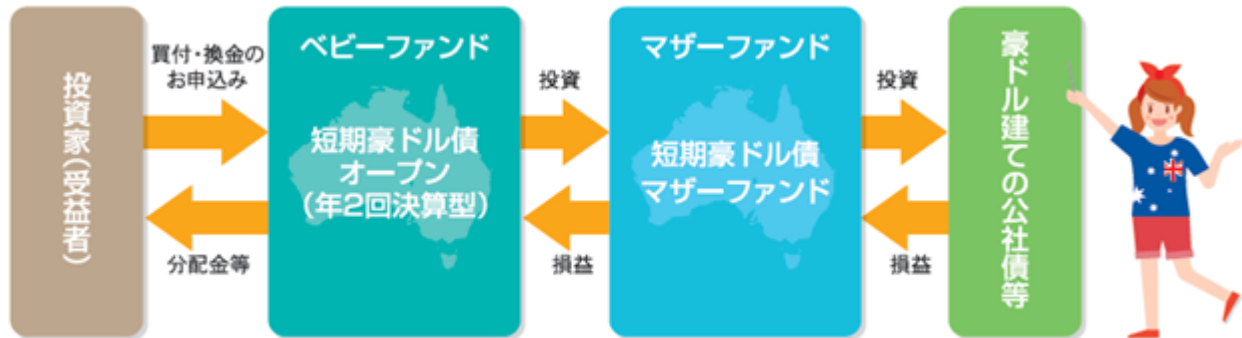 投資家(受益者)
買付・換金の
お申込み
分配金等
ベビーファンド
短期豪ドル債
オープン
(年2回決算型)
投資
損益
マザーファンド
短期豪ドル債
マザーファンド
投資
損益
豪ドル建ての公社債等